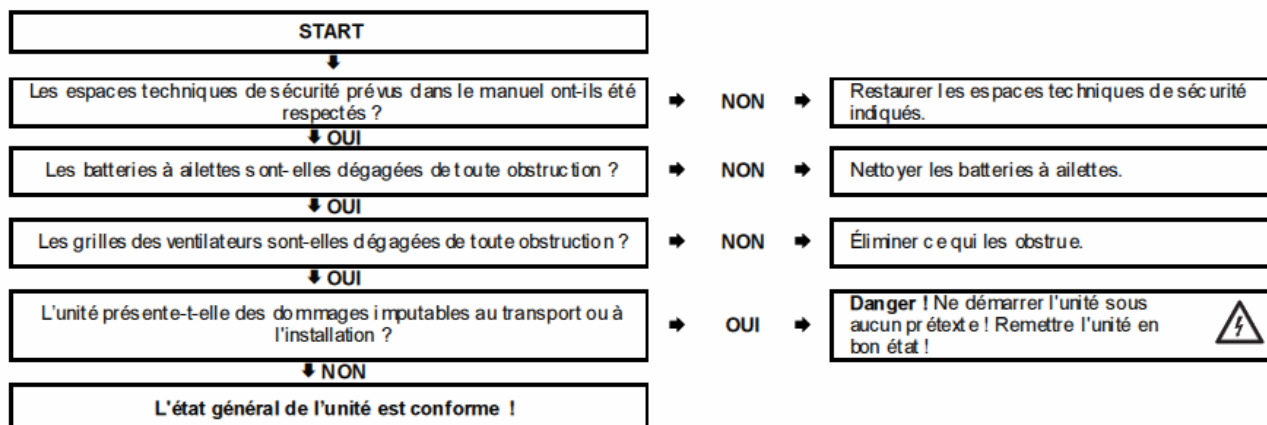 START
Les espaces techniques de sécurité prévus dans le manuel ont-ils été
respectés ?
NON
Restaurer les espaces techniques de sécurité
indiqués.
OUI
Les batteries à ailettes sont-elles dégagées de toute obstruction ?
NON
Nettoyer les batteries à ailettes.
OUI
Les grilles des ventilateurs sont-elles dégagées de toute obstruction ?
NON
Éliminer ce qui les obstrue.
OUI
L'unité présente-t-elle des dommages imputables au transport ou à
l'installation ?
OUI
Danger ! Ne démarrer l'unité sous
aucun prétexte ! Remettre l'unité en
bon état !
NON
L'état général de l'unité est conforme !